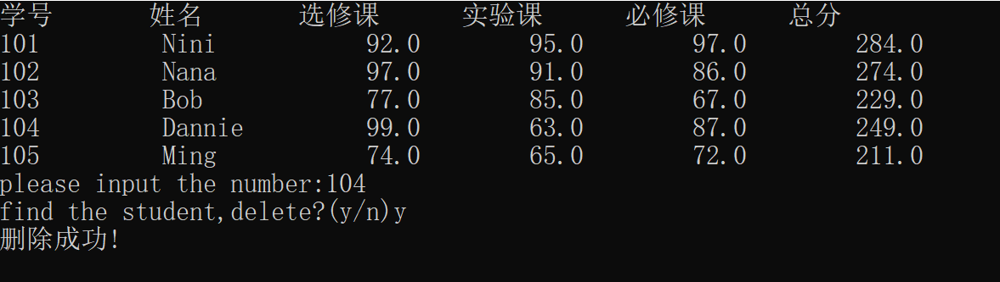 学号 姓名 选修课 实验课 必修课 总分
101 Nini 92.0 95.0 97.0 284.0
102 Nana 97.0 91.0 86.0 274.0
103 Bob 77.0 85.0 67.0 229.0
104 Dannie 99.0 63.0 87.0 249.0
105 Ming 74.0 65.0 72.0 211.0
please input the number:104
find the student,delete?(y/n)y
删除成功!